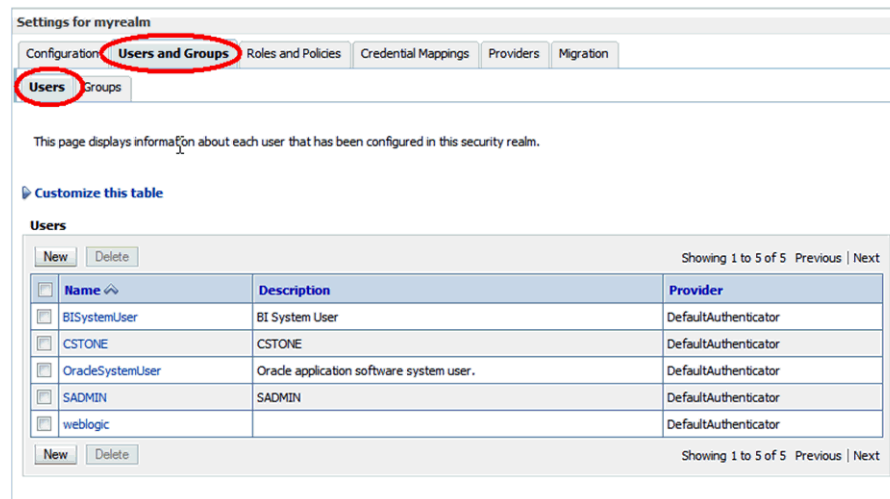 Settings for myrealm
Configuration Users and Groups Roles and Policies Credential Mappings Providers Migration
Users Groups
This page displays information about each user that has been configured in this security realm.
Customize this table
Users
New Delete Showing 1 to 5 of 5 Previous | Next
Name Description Provider
BISystemUser BI System User DefaultAuthenticator
CSTONE CSTONE DefaultAuthenticator
OracleSystemUser Oracle application software system user. DefaultAuthenticator
SADMIN SADMIN DefaultAuthenticator
weblogic DefaultAuthenticator
New Delete Showing 1 to 5 of 5 Previous | Next